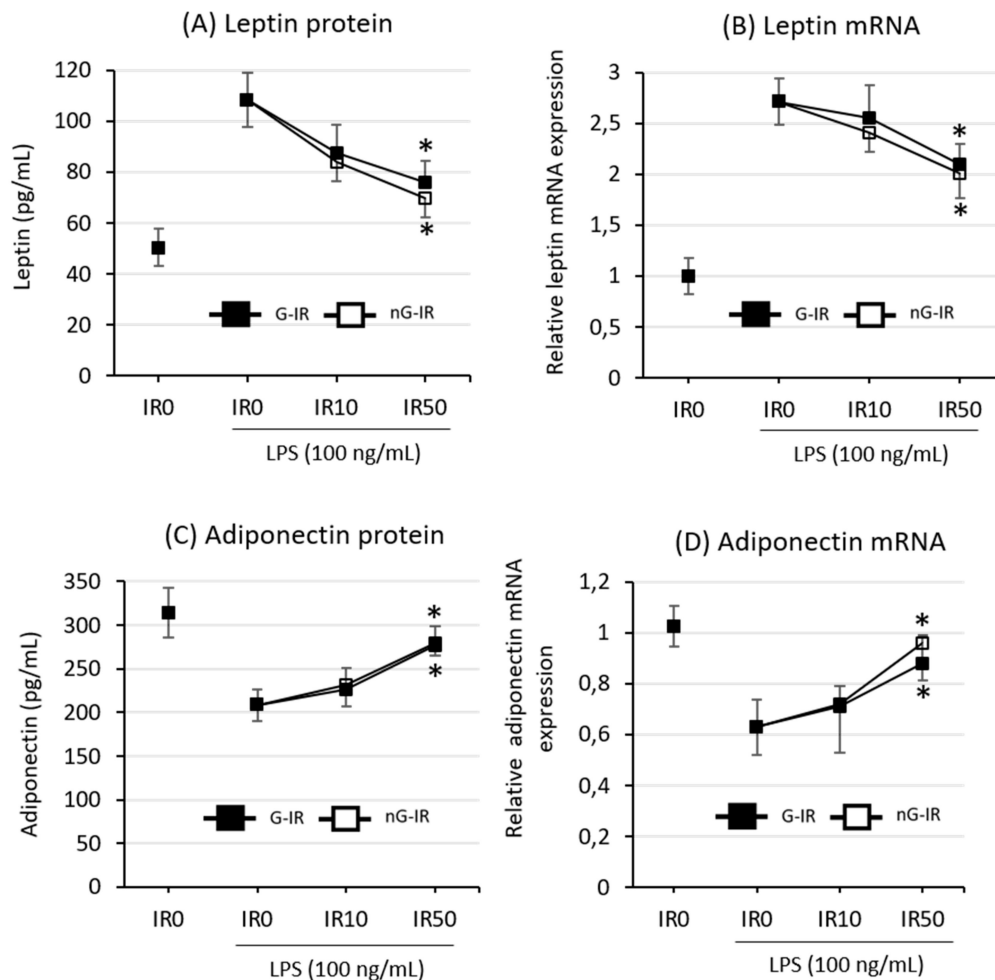 (A) Leptin protein
Leptin (pg/mL)
120
100
80
60
40
20
0
*
*
G-IR
nG-IR
IR0
IR0
IR10
IR50
LPS (100 ng/mL)
(B) Leptin mRNA
Relative leptin mRNA expression
3
2,5
2
1,5
1
0,5
0
*
*
G-IR
nG-IR
IR0
IR0
IR10
IR50
LPS (100 ng/mL)
(C) Adiponectin protein
Adiponectin (pg/mL)
350
300
250
200
150
100
50
0
*
*
G-IR
nG-IR
IR0
IR0
IR10
IR50
LPS (100 ng/mL)
(D) Adiponectin mRNA
Relative adiponectin mRNA
expression
1,2
1
0,8
0,6
0,4
0,2
0
*
*
G-IR
nG-IR
IR0
IR0
IR10
IR50
LPS (100 ng/mL)